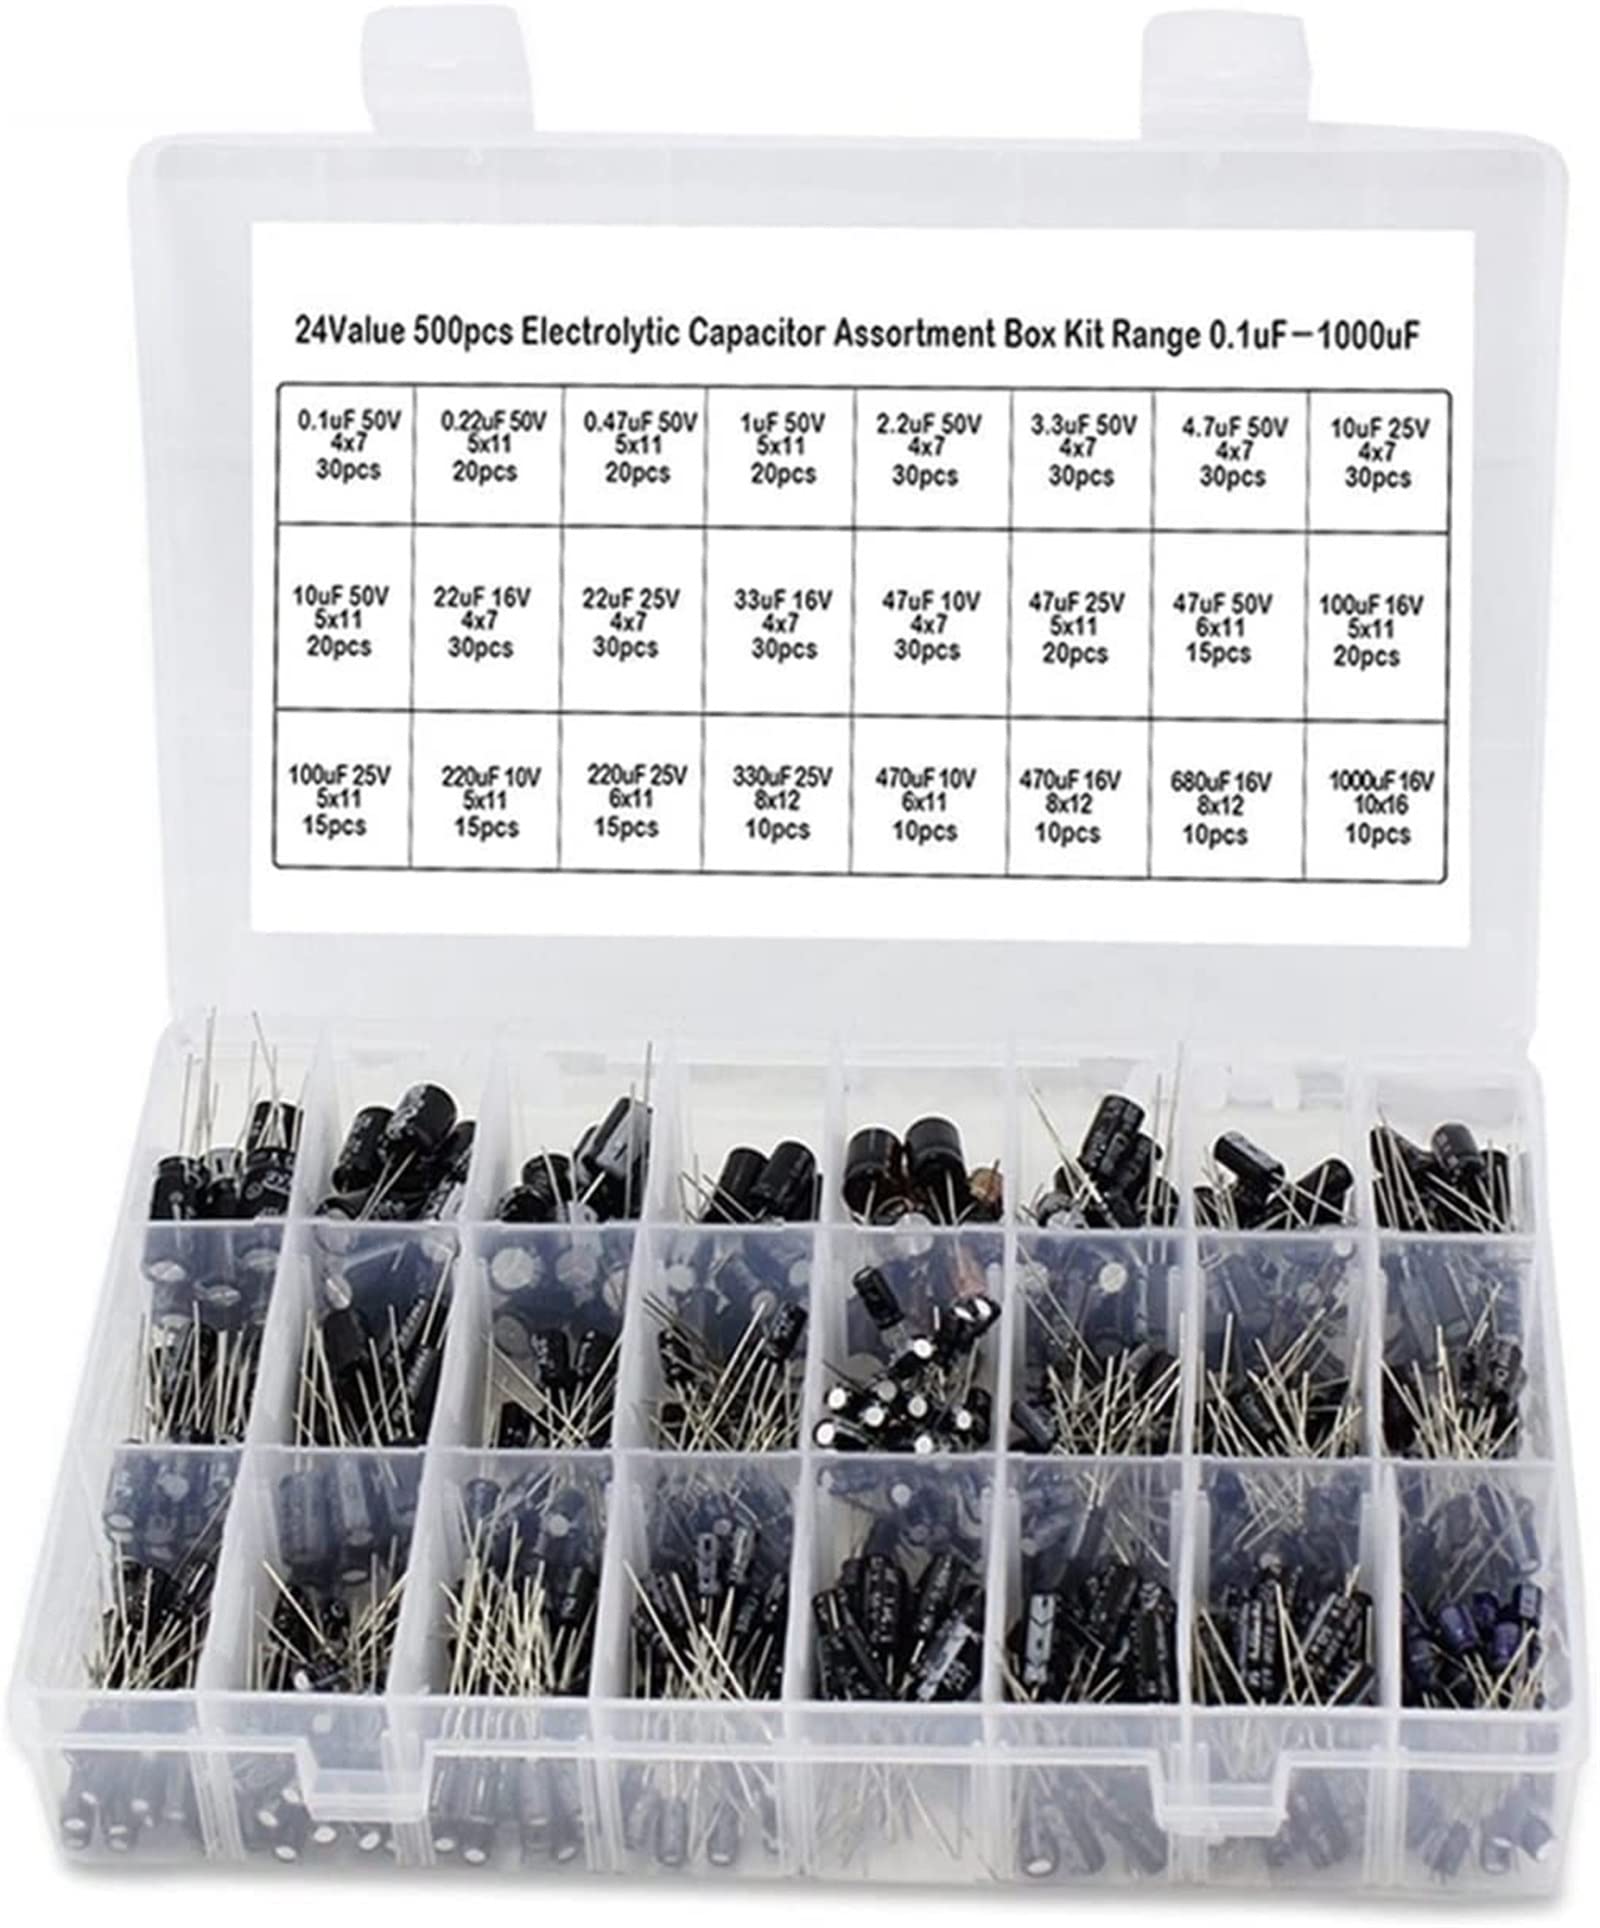 24Value 500pcs Electrolytic Capacitor Assortment Box Kit Range 0.1uF-1000uF
0.1uF 50V
4x7
30pcs
0.22uF 50V
5x11
20pcs
0.47uF 50V
5x11
20pcs
1uF 50V
5x11
20pcs
2.2uF 50V
4x7
30pcs
3.3uF 50V
4x7
30pcs
4.7uF 50V
4x7
30pcs
10uF 25V
4x7
30pcs
10uF 50V
5x11
20pcs
22uF 16V
4x7
30pcs
22uF 25V
4x7
30pcs
33uF 16V
4x7
30pcs
47uF 10V
4x7
30pcs
47uF 25V
5x11
20pcs
47uF 50V
6x11
15pcs
100uF 16V
5x11
20pcs
100uF 25V
5x11
15pcs
220uF 10V
5x11
15pcs
220uF 25V
6x11
15pcs
330uF 25V
8x12
10pcs
470uF 10V
6x11
10pcs
470uF 16V
8x12
10pcs
680uF 16V
8x12
10pcs
1000uF 16V
10x16
10pcs